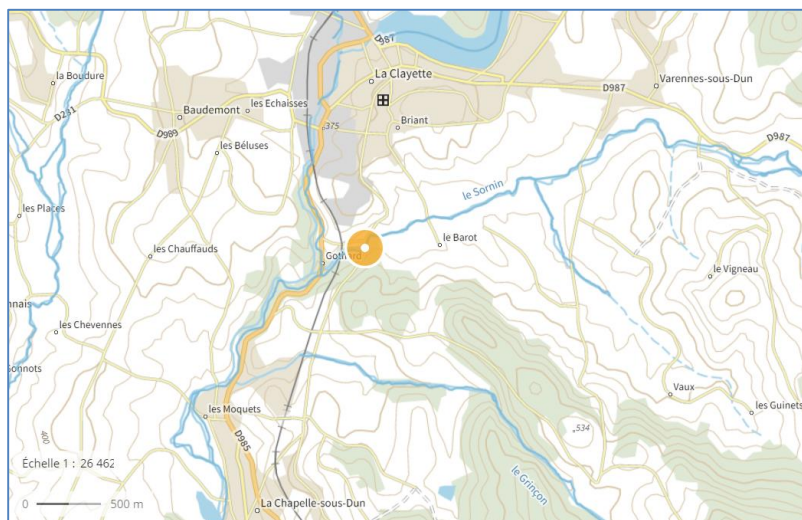 D987
La Clayette
la Boudure
Varennes-sous-Dun
D987
les Echaisses
Baudemont
D231
Briant
375
D989
D987
les Béluses
le Sornin
les Places
le Barot
les Chauffauds
le Vigneau
les Chevennes
Vaux
les Moquets
les Guinets
534
400
D985
Échelle 1 : 26 462
le Grinçon
0
500 m
La Chapelle-sous-Dun